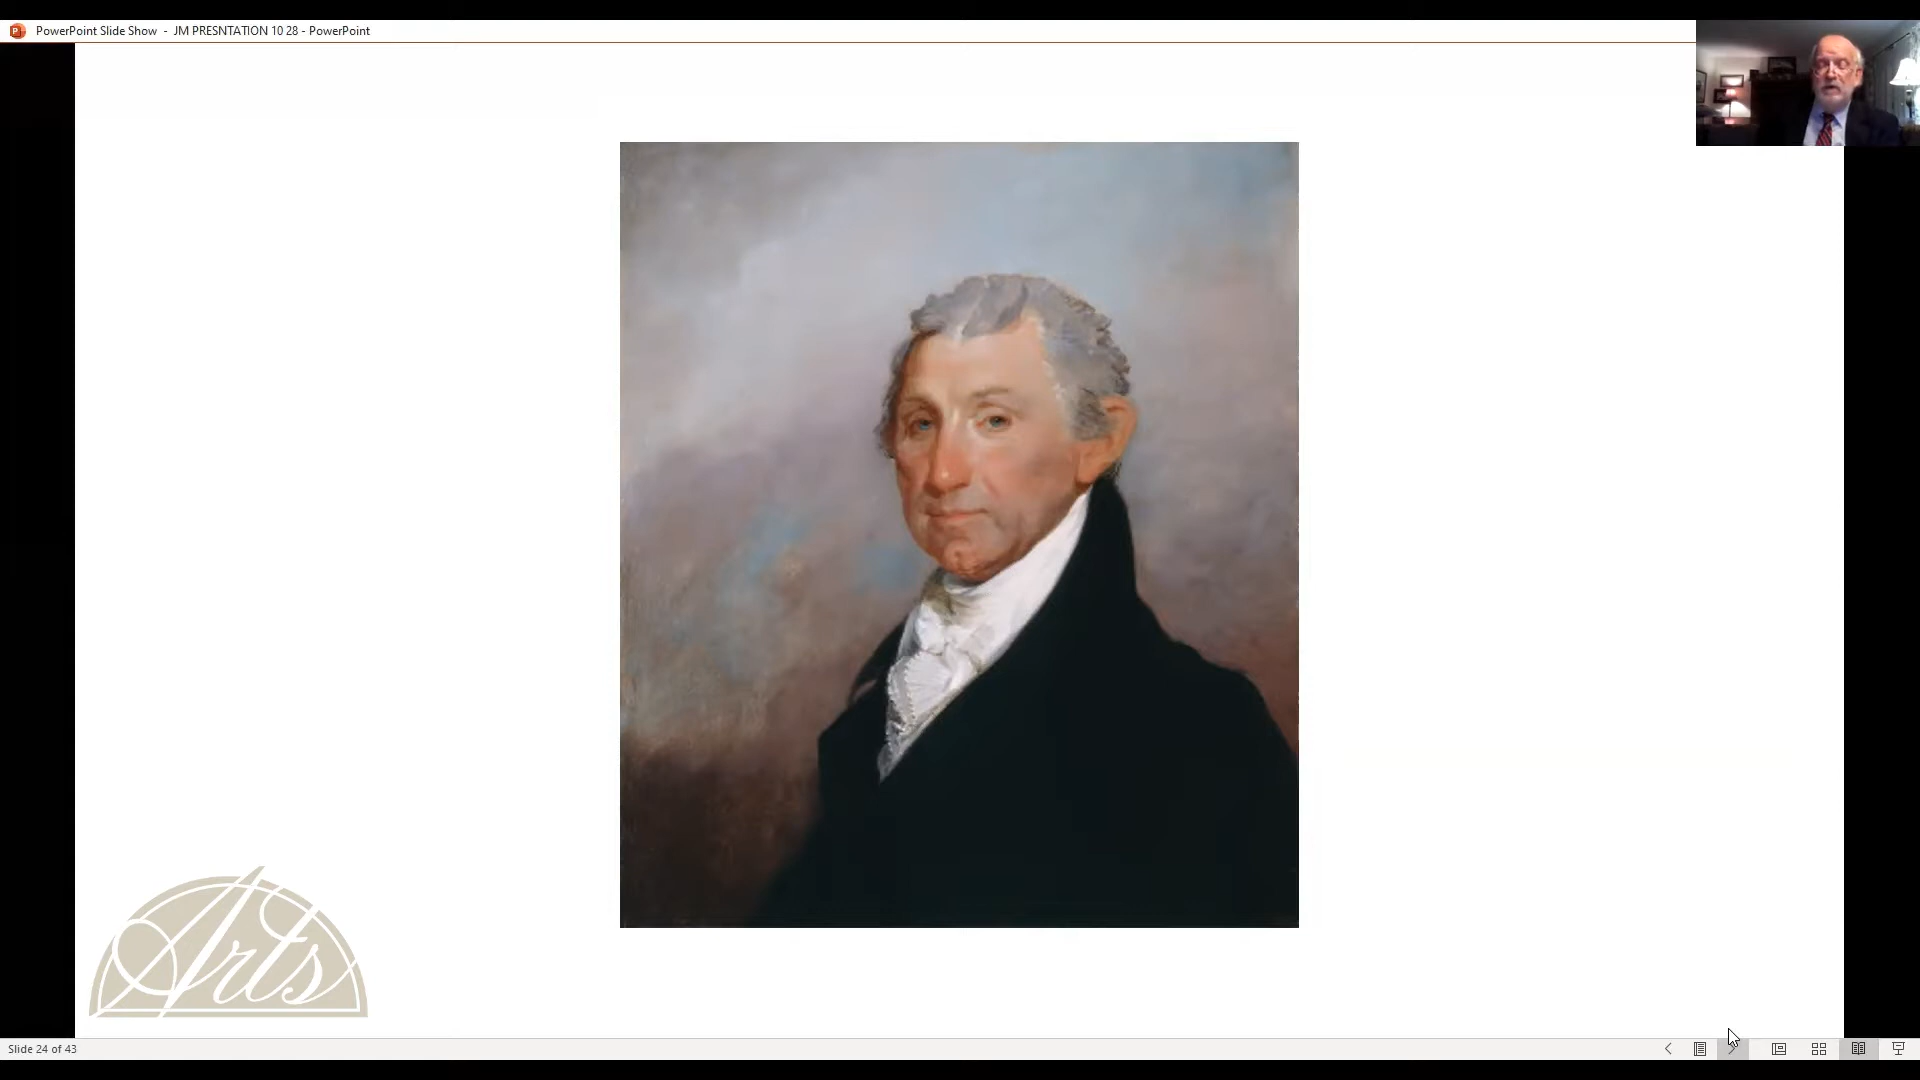 PowerPoint Slide Show - JM PRESNTATION 10 28 - PowerPoint
Arts
Slide 24 of 43